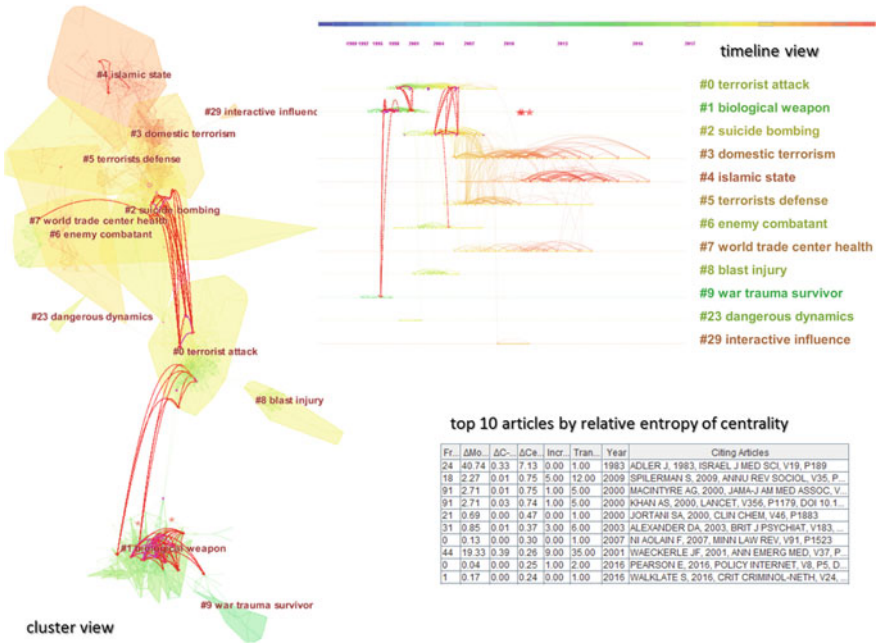 timeline view
#0 terrorist attack
#1 biological weapon
#2 suicide bombing
#3 domestic terrorism
#4 islamic state
#5 terrorists defense
#6 enemy combatant
#7 world trade center health
#8 blast injury
#9 war trauma survivor
#23 dangerous dynamics
#29 interactive influence
#4 islamic state
#29 interactive influenc
#3 domestic terrorism
#5 terrorists defense
#2 suicide bombing
#7 world trade center health
#6 enemy combatant
#23 dangerous dynamics
#0 terrorist attack
#8 blast injury
#1 biological weapon
#9 war trauma survivor
cluster view
top 10 articles by relative entropy of centrality
Fr... ΔMo... ΔC-... ΔCe... Incr... Tran... Year Citing Articles
24 40.74 0.33 7.13 0.00 1.00 1983 ADLER J, 1983, ISRAEL J MED SCI, V19, P189
18 2.27 0.01 0.75 5.00 12.00 2009 SPILERMAN S, 2009, ANNU REV SOCIOL, V35, P...
91 2.71 0.01 0.75 1.00 5.00 2000 MACINTYRE AG, 2000, JAMA-J AM MED ASSOC, V...
91 2.71 0.03 0.74 1.00 5.00 2000 KHAN AS, 2000, LANCET, V356, P1179, DOI 10.1...
21 0.69 0.00 0.47 0.00 1.00 2000 JORTANI SA, 2000, CLIN CHEM, V46, P1883
31 0.85 0.01 0.37 3.00 6.00 2003 ALEXANDER DA, 2003, BRIT J PSYCHIAT, V183, ...
0 0.13 0.00 0.30 0.00 1.00 2007 NI AOLAIN F, 2007, MINN LAW REV, V91, P1523
44 19.33 0.39 0.26 9.00 35.00 2001 WAECKERLE JF, 2001, ANN EMERG MED, V37, P...
0 0.04 0.00 0.25 1.00 2.00 2016 PEARSON E, 2016, POLICY INTERNET, V8, P5, D...
1 0.17 0.00 0.24 0.00 1.00 2016 WALKLATE S, 2016, CRIT CRIMINOL-NETH, V24, ...